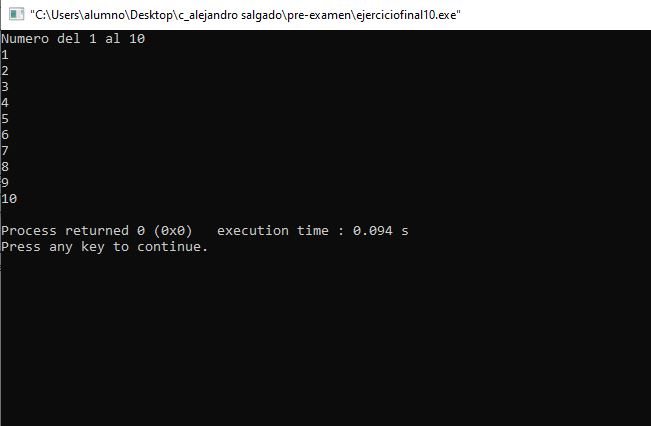 "C:\Users\alumno\Desktop\c_alejandro salgado\pre-examen\ejerciciofinal10.exe"
Numero del 1 al 10
1
2
3
4
5
6
7
8
9
10
Process returned 0 (0x0)   execution time : 0.094 s
Press any key to continue.